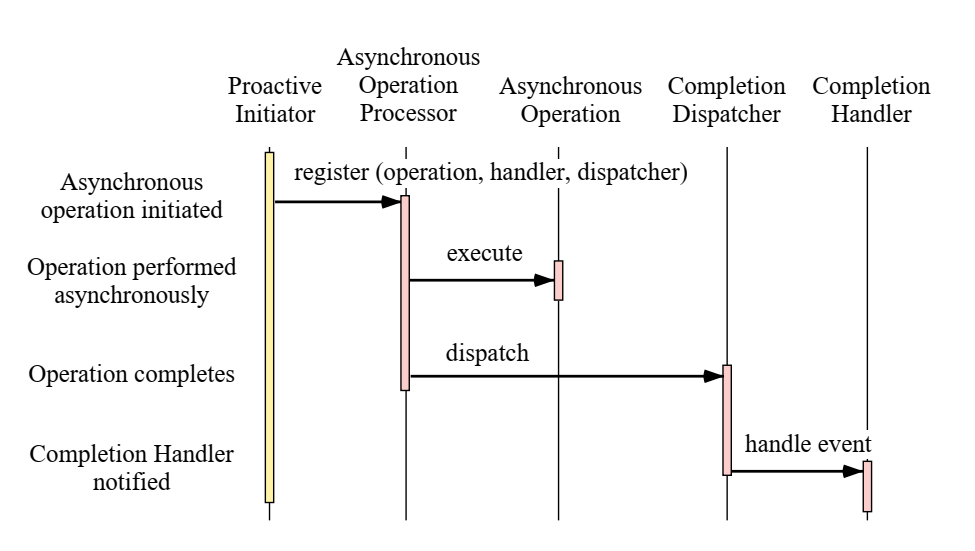 Proactive
Initiator
Asynchronous
Operation
Processor
Asynchronous
Operation
Completion
Dispatcher
Completion
Handler
Asynchronous
operation initiated
register (operation, handler, dispatcher)
Operation performed
asynchronously
execute
Operation completes
dispatch
Completion Handler
notified
handle event